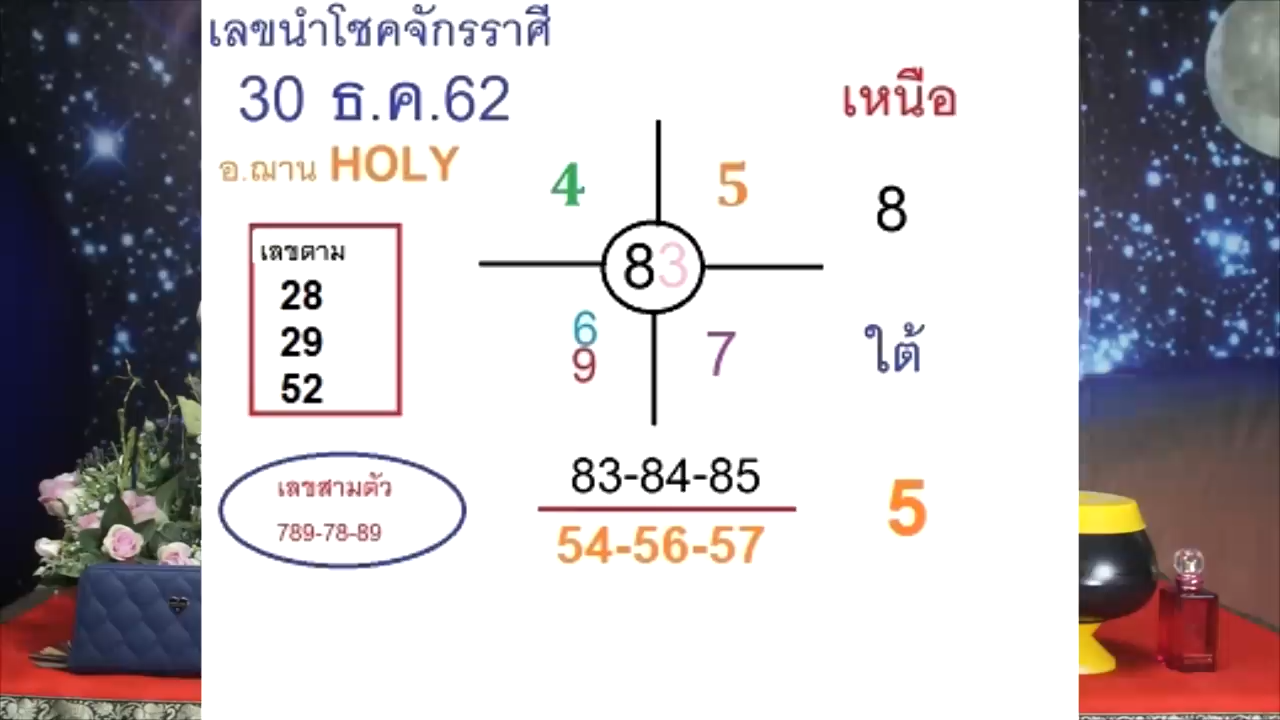 เลขนำโชคจักรราศี
30 ธ.ค.62
อ.ฌาน HOLY
เหนือ
4 5
8
83
เลขตาม
28
29
52
6
9
7
ใต้
83-84-85
54-56-57
5
เลขสามตัว
789-78-89